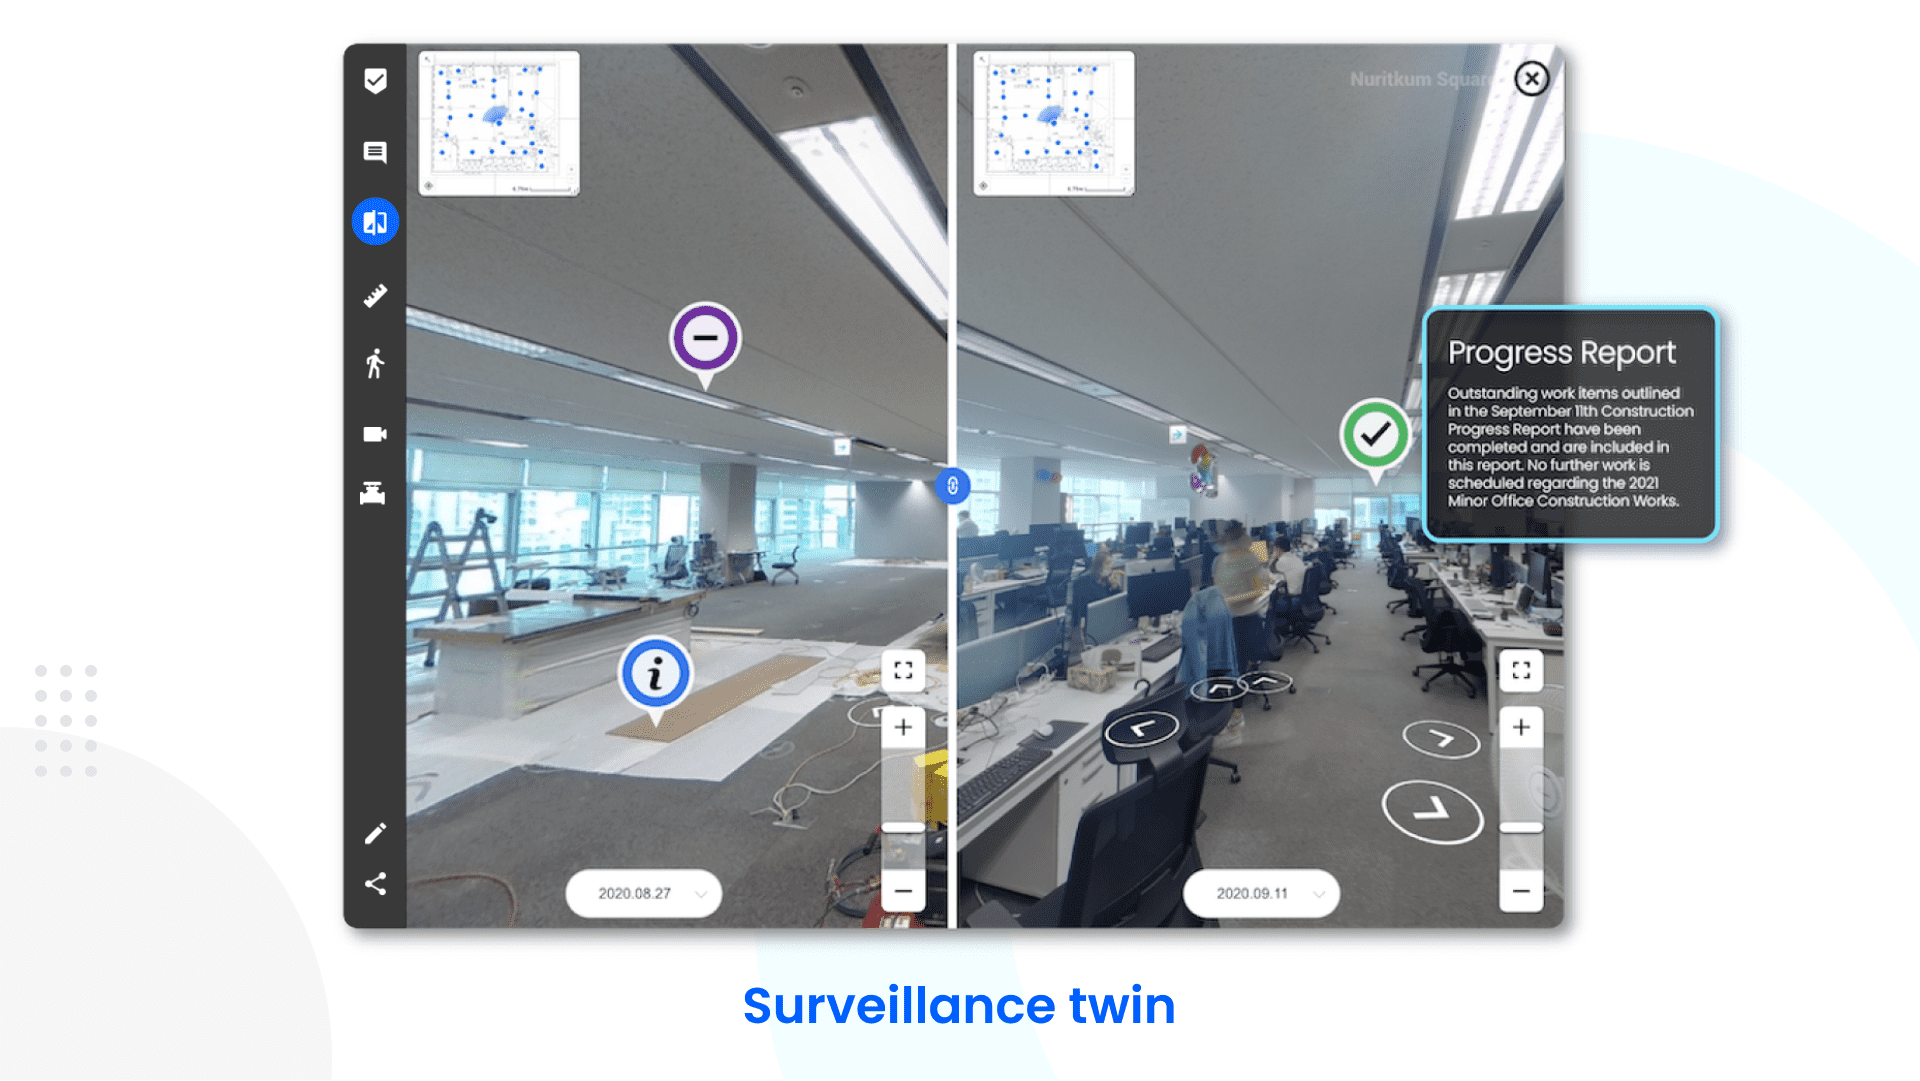 Nuritkum Square
Progress Report
Outstanding work items outlined
in the September 11th Construction
Progress Report have been
completed and are included in
this report. No further work is
scheduled regarding the 2021
Minor Office Construction Works.
2020.08.27
2020.09.11
Surveillance twin